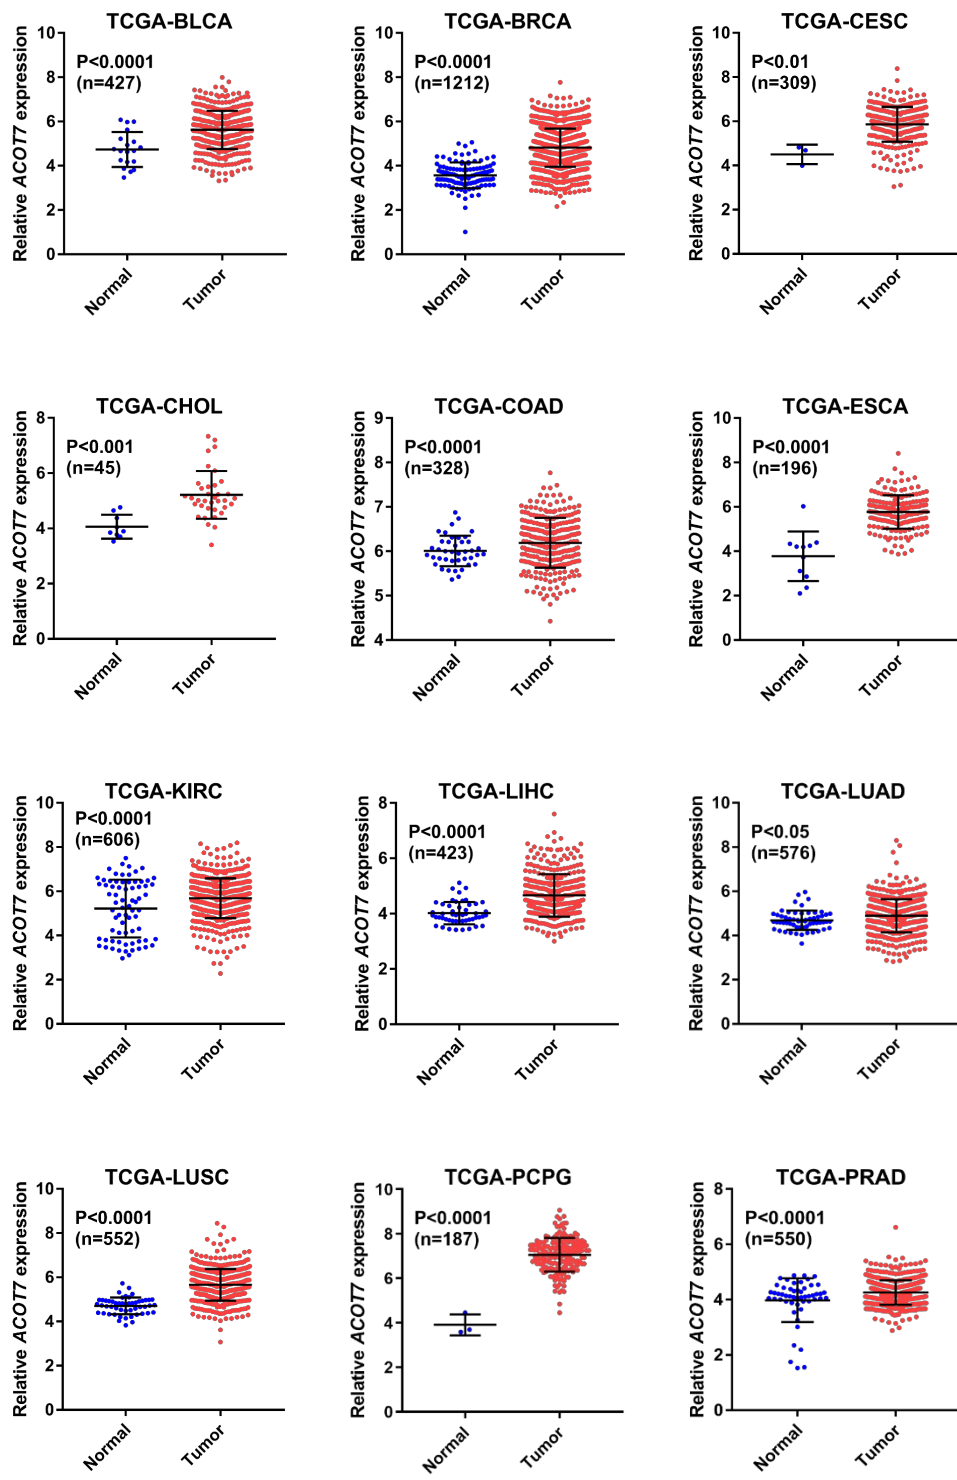 TCGA-BLCA
Relative ACOT7 expression
10
8
6
4
2
0
P<0.0001
(n=427)
Normal
Tumor
TCGA-BRCA
Relative ACOT7 expression
10
8
6
4
2
0
P<0.0001
(n=1212)
Normal
Tumor
TCGA-CESC
Relative ACOT7 expression
10
8
6
4
2
0
P<0.01
(n=309)
Normal
Tumor
TCGA-CHOL
Relative ACOT7 expression
8
6
4
2
0
P<0.001
(n=45)
Normal
Tumor
TCGA-COAD
Relative ACOT7 expression
9
8
7
6
5
4
P<0.0001
(n=328)
Normal
Tumor
TCGA-ESCA
Relative ACOT7 expression
10
8
6
4
2
0
P<0.0001
(n=196)
Normal
Tumor
TCGA-KIRC
Relative ACOT7 expression
10
8
6
4
2
0
P<0.0001
(n=606)
Normal
Tumor
TCGA-LIHC
Relative ACOT7 expression
8
6
4
2
0
P<0.0001
(n=423)
Normal
Tumor
TCGA-LUAD
Relative ACOT7 expression
10
8
6
4
2
0
P<0.05
(n=576)
Normal
Tumor
TCGA-LUSC
Relative ACOT7 expression
10
8
6
4
2
0
P<0.0001
(n=552)
Normal
Tumor
TCGA-PCPG
Relative ACOT7 expression
10
8
6
4
2
0
P<0.0001
(n=187)
Normal
Tumor
TCGA-PRAD
Relative ACOT7 expression
8
6
4
2
0
P<0.0001
(n=550)
Normal
Tumor